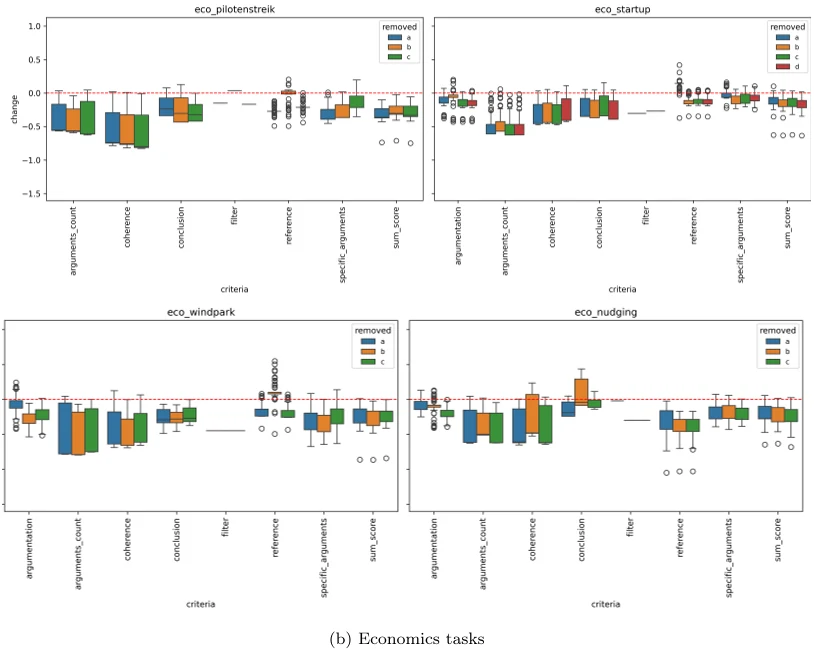 eco_pilotenstreik
1.0
0.5
0.0
−0.5
−1.0
−1.5
change
removed
a
b
c
arguments_count
coherence
conclusion
filter
reference
specific_arguments
sum_score
criteria
eco_startup
removed
a
b
c
d
argumentation
arguments_count
coherence
conclusion
filter
reference
specific_arguments
sum_score
criteria
eco_windpark
removed
a
b
c
argumentation
arguments_count
coherence
conclusion
filter
reference
specific_arguments
sum_score
criteria
eco_nudging
removed
a
b
c
argumentation
arguments_count
coherence
conclusion
filter
reference
specific_arguments
sum_score
criteria
(b) Economics tasks